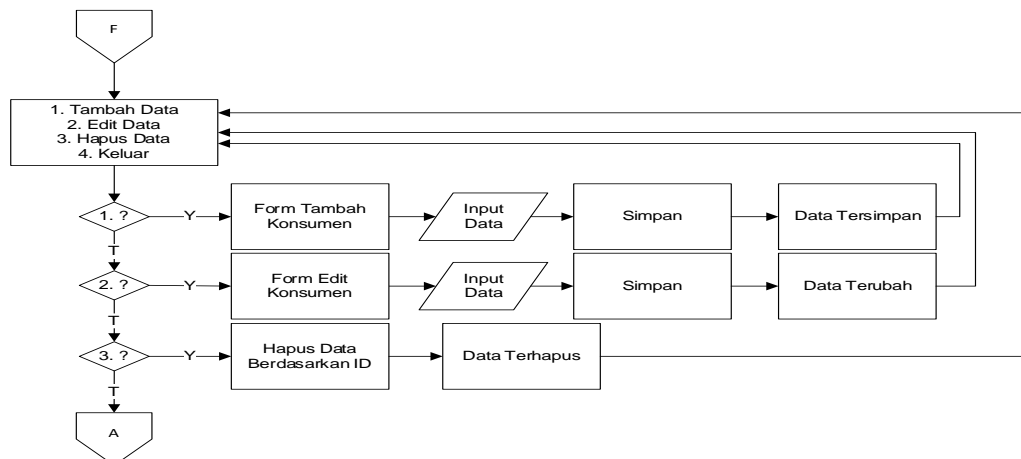 F
1. Tambah Data
2. Edit Data
3. Hapus Data
4. Keluar
1. ?
Y
Form Tambah
Konsumen
Input
Data
Simpan
Data Tersimpan
T
2. ?
Y
Form Edit
Konsumen
Input
Data
Simpan
Data Terubah
T
3. ?
Y
Hapus Data
Berdasarkan ID
Data Terhapus
T
A